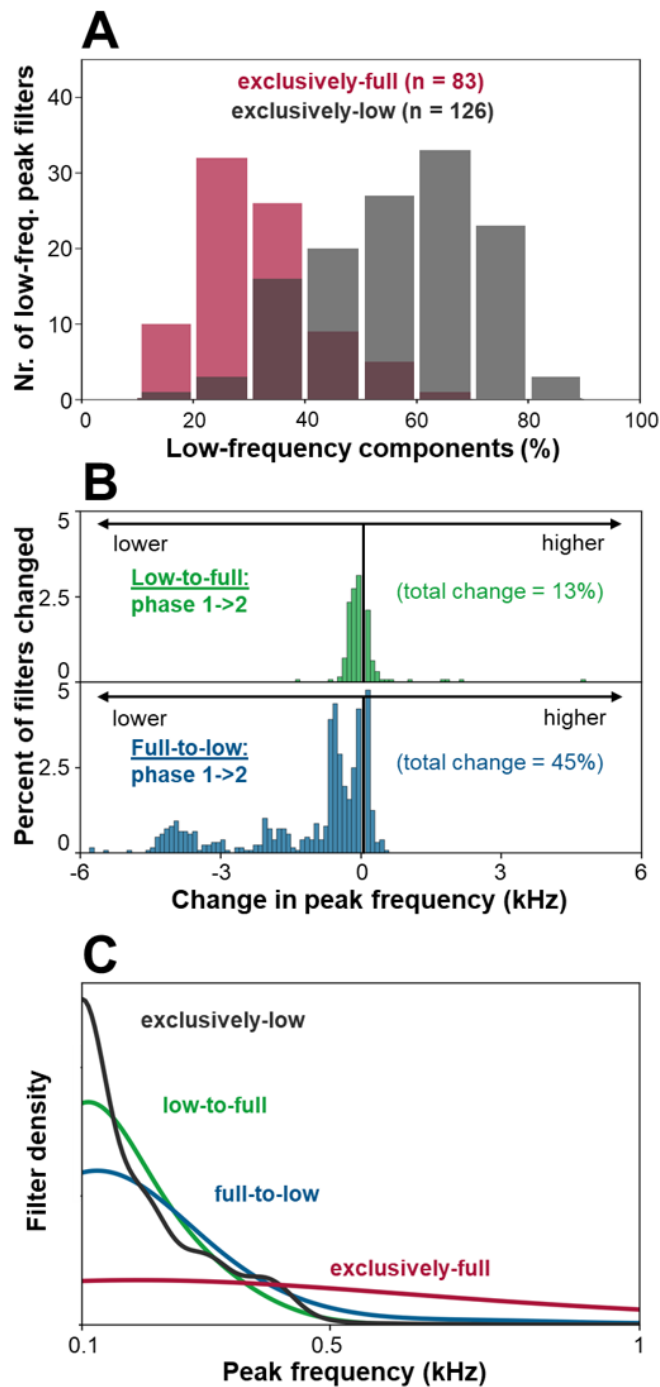 A
Nr. of low-freq. peak filters
40
30
20
10
0
exclusively-full (n = 83)
exclusively-low (n = 126)
0 20 40 60 80 100
Low-frequency components (%)
B
Percent of filters changed
5
2.5
0
lower higher
Low-to-full:
phase 1->2
(total change = 13%)
5
2.5
0
lower higher
Full-to-low:
phase 1->2
(total change = 45%)
-6 -3 0 3 6
Change in peak frequency (kHz)
C
Filter density
exclusively-low
low-to-full
full-to-low
exclusively-full
0.1 0.5 1
Peak frequency (kHz)